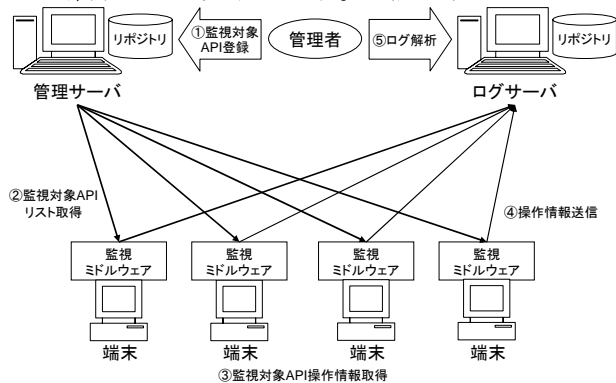 リポジトリ
①監視対象
API登録
管理者
⑤ログ解析
リポジトリ
管理サーバ
ログサーバ
②監視対象API
リスト取得
④操作情報送信
監視
ミドルウェア
監視
ミドルウェア
監視
ミドルウェア
監視
ミドルウェア
端末
端末
端末
端末
③監視対象API操作情報取得